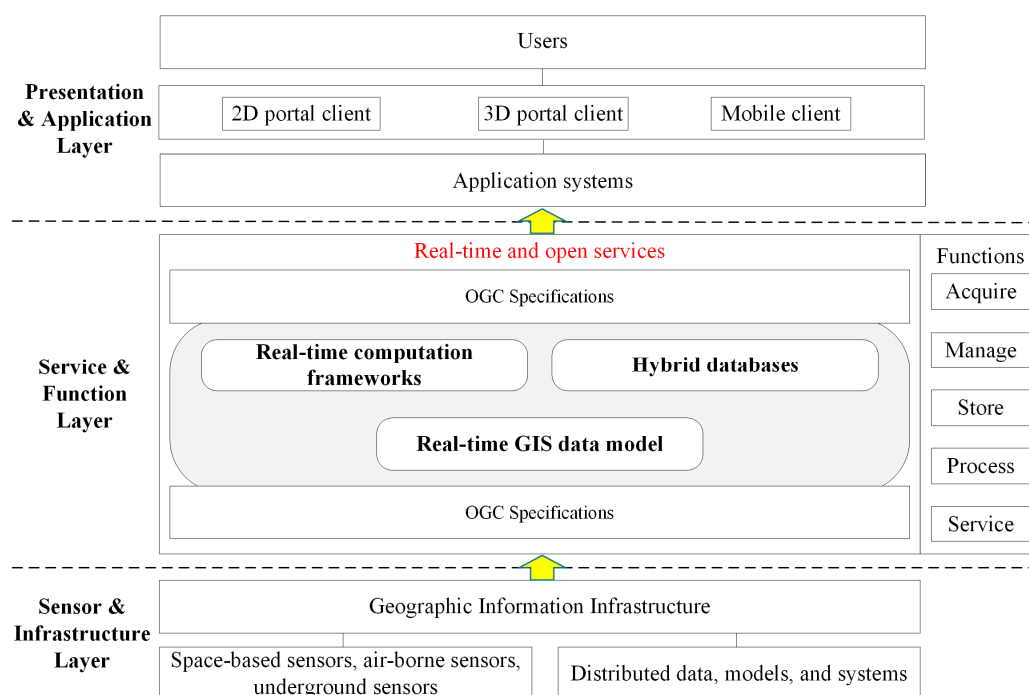 Users
Presentation
& Application
Layer
2D portal client
3D portal client
Mobile client
Application systems
Real-time and open services
OGC Specifications
Service &
Function
Layer
Real-time computation
frameworks
Hybrid databases
Real-time GIS data model
OGC Specifications
Functions
Acquire
Manage
Store
Process
Service
Sensor &
Infrastructure
Layer
Geographic Information Infrastructure
Space-based sensors, air-borne sensors,
underground sensors
Distributed data, models, and systems